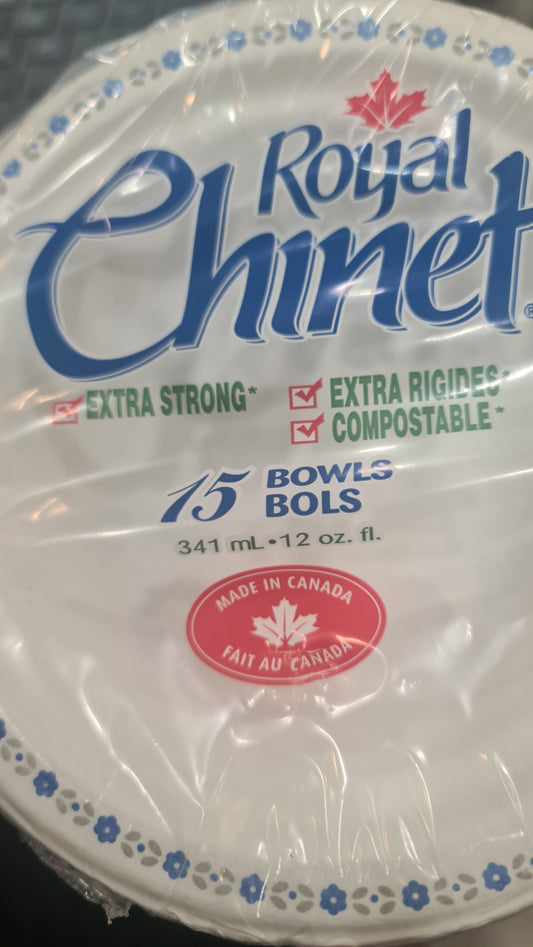 Royal
Chinet®
EXTRA STRONG*
EXTRA RIGIDES*
COMPOSTABLE*
15 BOWLS
BOLS
341 mL • 12 oz. fl.
MADE IN CANADA
FAIT AU CANADA